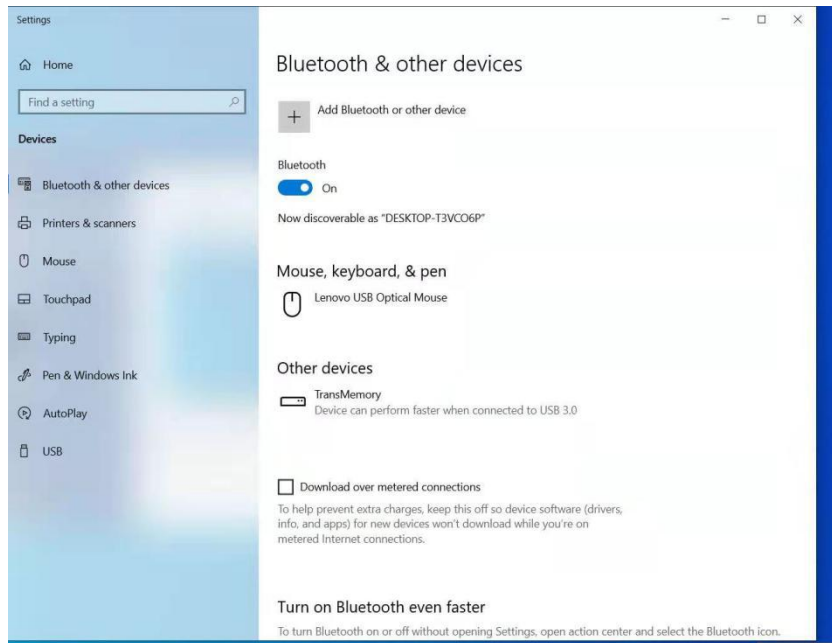 Settings
Home
Find a setting
Devices
Bluetooth & other devices
Printers & scanners
Mouse
Touchpad
Typing
Pen & Windows Ink
AutoPlay
USB
Bluetooth & other devices
Add Bluetooth or other device
Bluetooth
On
Now discoverable as "DESKTOP-T3VCO6P"
Mouse, keyboard, & pen
Lenovo USB Optical Mouse
Other devices
TransMemory
Device can perform faster when connected to USB 3.0
Download over metered connections
To help prevent extra charges, keep this off so device software (drivers,
info, and apps) for new devices won't download while you're on
metered Internet connections.
Turn on Bluetooth even faster
To turn Bluetooth on or off without opening Settings, open action center and select the Bluetooth icon.